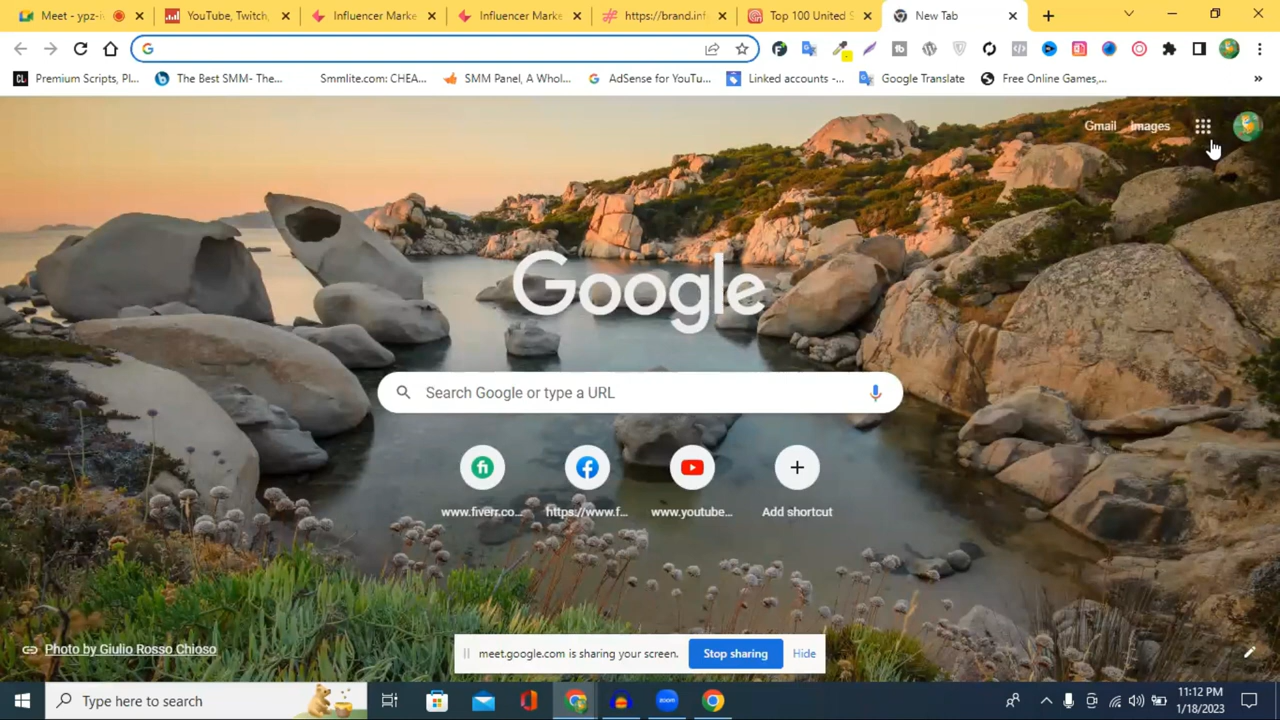 Meet - ypz-i
YouTube, Twitch,
Influencer Marke
Influencer Marke
https://brand.inf
Top 100 United S
New Tab
Premium Scripts, Pl...
The Best SMM- The...
Smmlite.com: CHEA...
SMM Panel, A Whol...
AdSense for YouTu...
Linked accounts -...
Google Translate
Free Online Games,...
Gmail
Images
Google
Search Google or type a URL
www.fiverr.co...
https://www.f...
www.youtube...
Add shortcut
Photo by Giulio Rosso Chioso
meet.google.com is sharing your screen.
Stop sharing
Hide
Type here to search
zoom
11:12 PM
1/18/2023